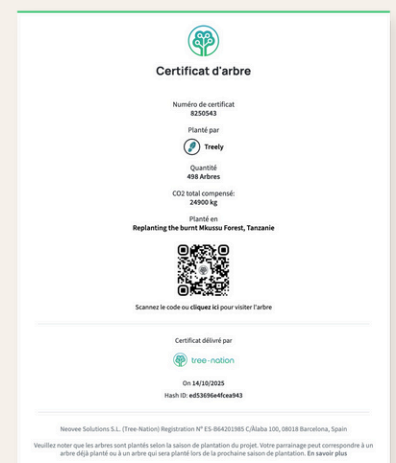 Certificat d'arbre
Numéro de certificat
8250543
Planté par
Treely
Quantité
498 Arbres
CO2 total compensé:
24900 kg
Planté en
Replanting the burnt Mkussu Forest, Tanzanie
Scannez le code ou cliquez ici pour visiter l'arbre
Certificat délivré par
tree-nation
On 14/10/2025
Hash ID: ed53696e4fcea943
Neovee Solutions S.L. (Tree-Nation) Registration N° ES-B64201985 C/Àlaba 100, 08018 Barcelona, Spain
Veuillez noter que les arbres sont plantés selon la saison de plantation du projet. Votre parrainage peut correspondre à un
arbre déjà planté ou à un arbre qui sera planté lors de la prochaine saison de plantation. En savoir plus